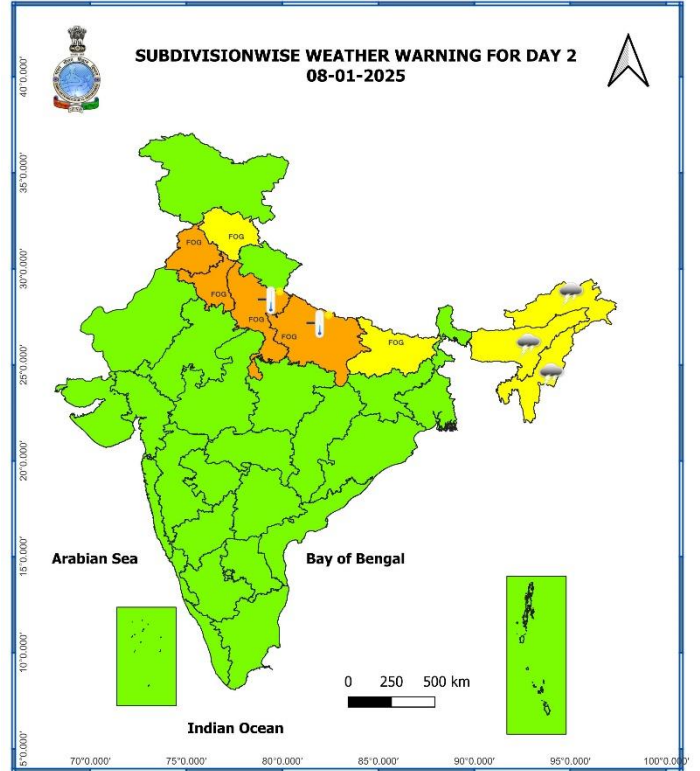 SUBDIVISIONWISE WEATHER WARNING FOR DAY 2
08-01-2025
40°0.000'
35°0.000'
30°0.000'
25°0.000'
20°0.000'
15°0.000'
10°0.000'
5°0.000'
FOG
FOG
FOG
FOG
FOG
FOG
Arabian Sea
Bay of Bengal
0 250 500 km
Indian Ocean
70°0.000' 75°0.000' 80°0.000' 85°0.000' 90°0.000' 95°0.000' 100°0.000'